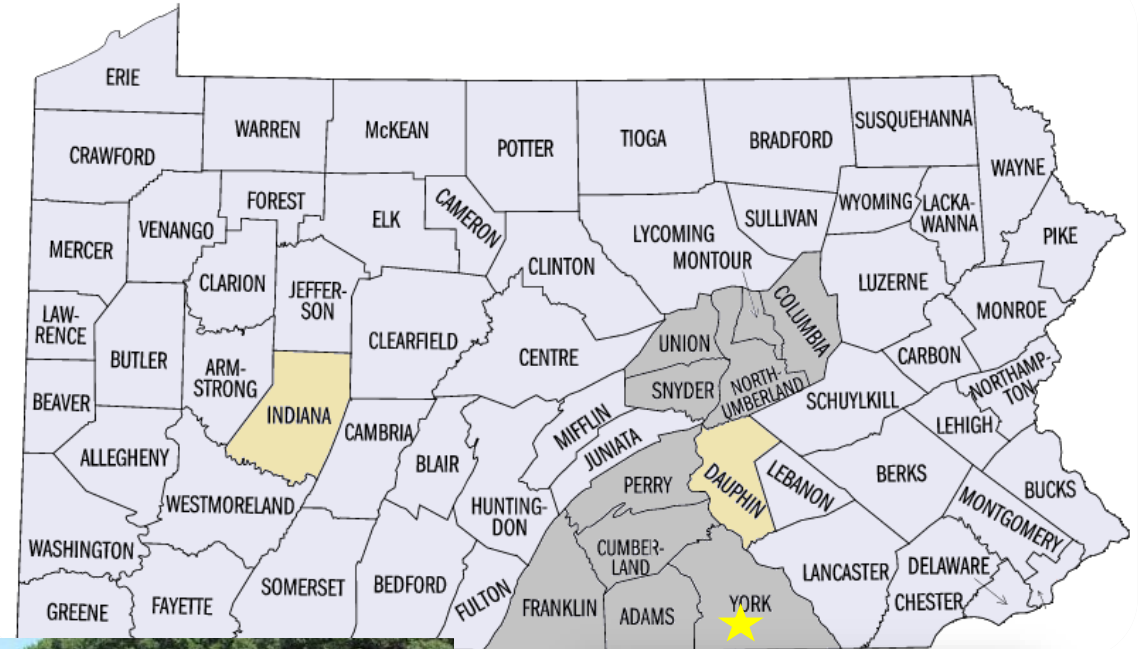 ERIE
WARREN
McKEAN
POTTER
TIOGA
BRADFORD
SUSQUEHANNA
CRAWFORD
WAYNE
FOREST
CAMERON
ELK
WYOMING
LACKA-
WANNA
MERCER
VENANGO
SULLIVAN
LYCOMING
PIKE
MONTOUR
CLINTON
CLARION
JEFFER-
SON
LUZERNE
COLUMBIA
MONROE
LAW-
RENCE
BUTLER
CLEARFIELD
CENTRE
UNION
CARBON
ARM-
STRONG
SNYDER
NORTH-
UMBERLAND
NORTHAMP-
TON
BEAVER
INDIANA
SCHUYLKILL
LEHIGH
CAMBRIA
MIFFLIN
JUNIATA
ALLEGHENY
BLAIR
PERRY
DAUPHIN
LEBANON
BERKS
BUCKS
WESTMORELAND
HUNTING-
DON
MONTGOMERY
WASHINGTON
CUMBER-
LAND
SOMERSET
BEDFORD
FULTON
LANCASTER
DELAWARE
GREENE
FAYETTE
FRANKLIN
ADAMS
YORK
CHESTER